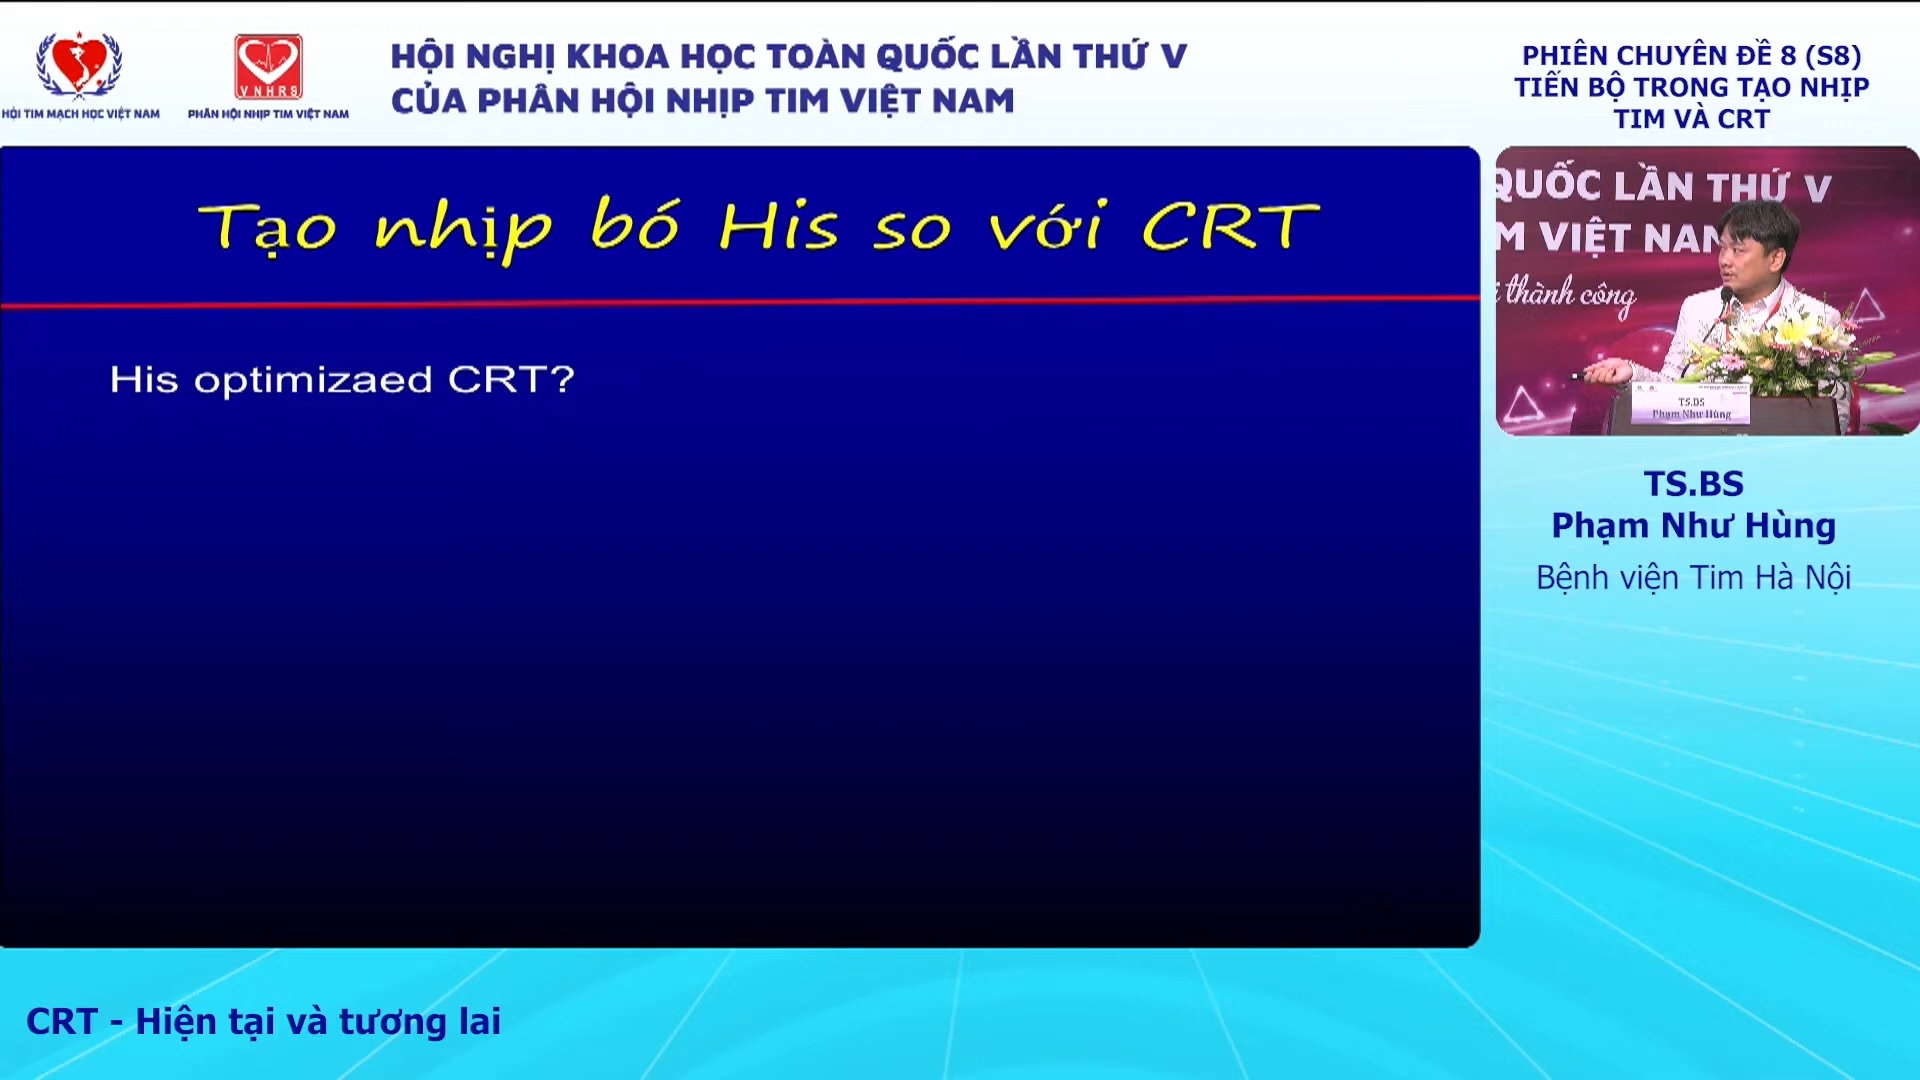 HỘI TIM MẠCH HỌC VIỆT NAM
VNHRS
PHÂN HỘI NHỊP TIM VIỆT NAM
HỘI NGHỊ KHOA HỌC TOÀN QUỐC LẦN THỨ V
CỦA PHÂN HỘI NHỊP TIM VIỆT NAM
PHIÊN CHUYÊN ĐỀ 8 (S8)
TIẾN BỘ TRONG TẠO NHỊP
TIM VÀ CRT
Tạo nhịp bó His so với CRT
His optimizaed CRT?
QUỐC LẦN THỨ V
M VIỆT NAM
thành công
TS.BS
Phạm Như Hùng
TS.BS
Phạm Như Hùng
Bệnh viện Tim Hà Nội
CRT - Hiện tại và tương lai